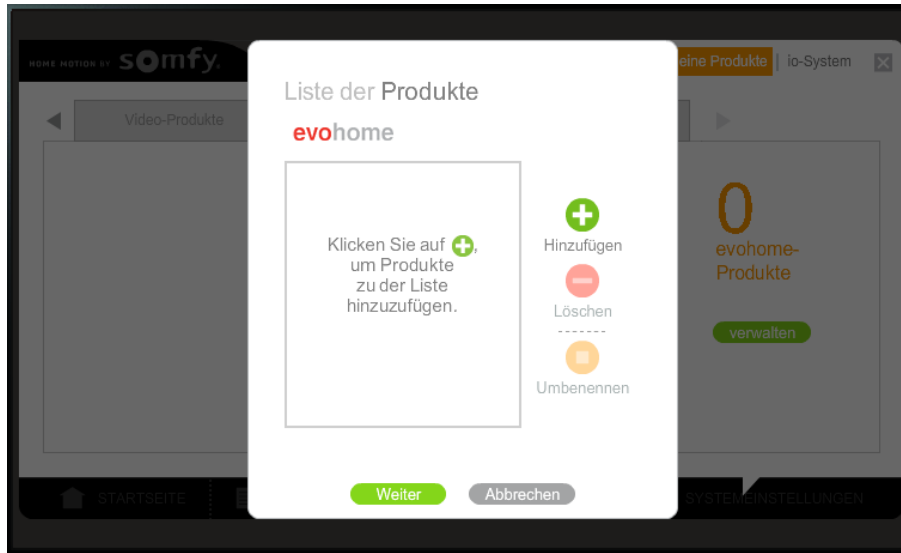 HOME MOTION BY somfy.
eine Produkte | io-System
Video-Produkte
Liste der Produkte
evohome
Klicken Sie auf ,
um Produkte
zu der Liste
hinzuzufügen.
Hinzufügen
Löschen
Umbenennen
0
evohome-
Produkte
verwalten
Weiter
Abbrechen
STARTSEITE
SYSTEMEINSTELLUNGEN